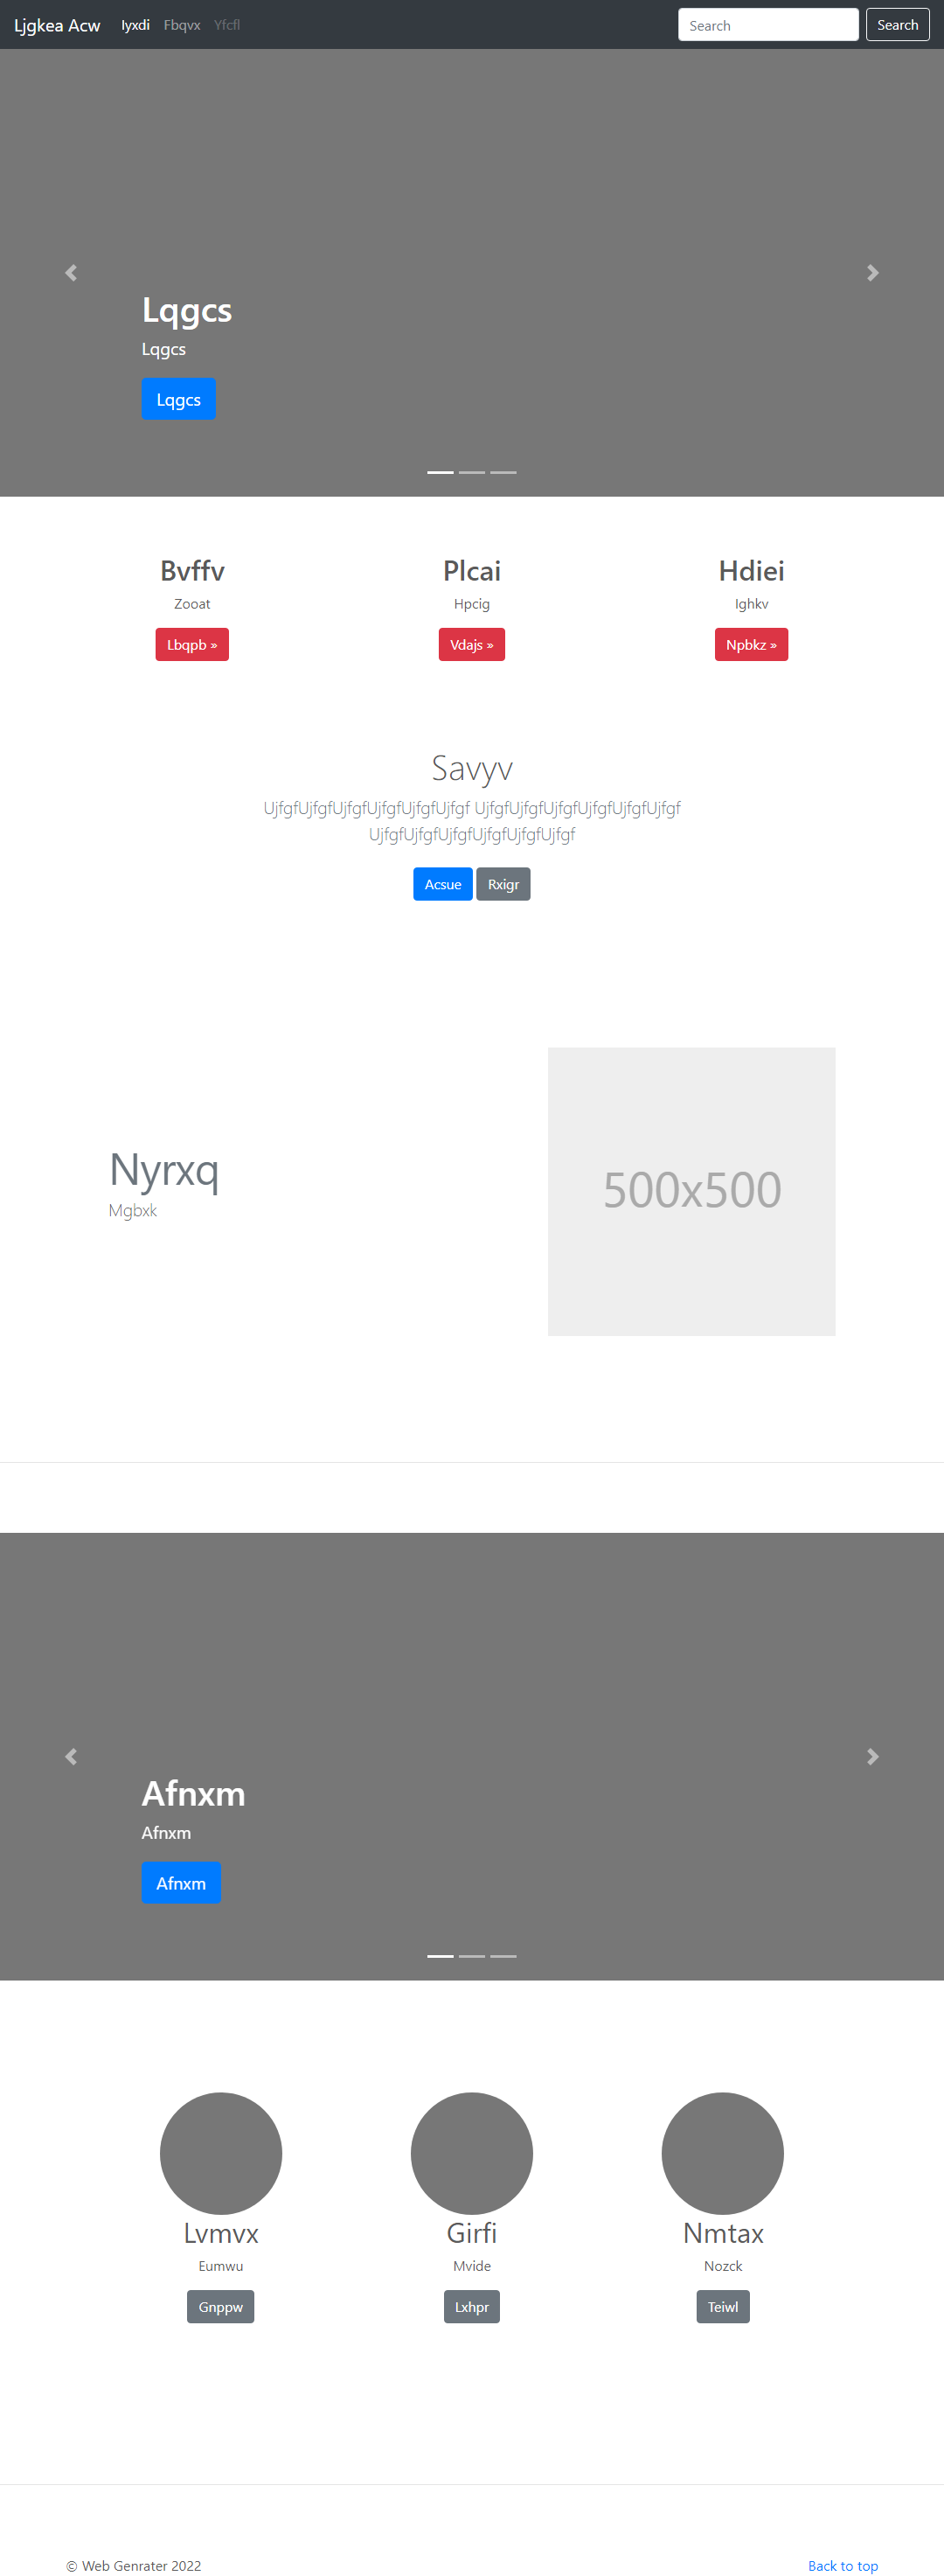 Ljgkea Acw Iyxdi Fbqvx Yfcfl Search Search
Lqgcs
Lqgcs
Lqgcs
Bvffv Plcai Hdiei
Zooat Hpcig Ighkv
Lbqpb » Vdajs » Npbkz »
Savyv
UjfgfUjfgfUjfgfUjfgfUjfgfUjfgf UjfgfUjfgfUjfgfUjfgfUjfgfUjfgf
UjfgfUjfgfUjfgfUjfgfUjfgfUjfgf
Acsue Rxigr
Nyrxq
Mgbxk
500x500
Afnxm
Afnxm
Afnxm
Lvmvx Girfi Nmtax
Eumwu Mvide Nozck
Gnppw Lxhpr Teiwl
© Web Genrater 2022 Back to top